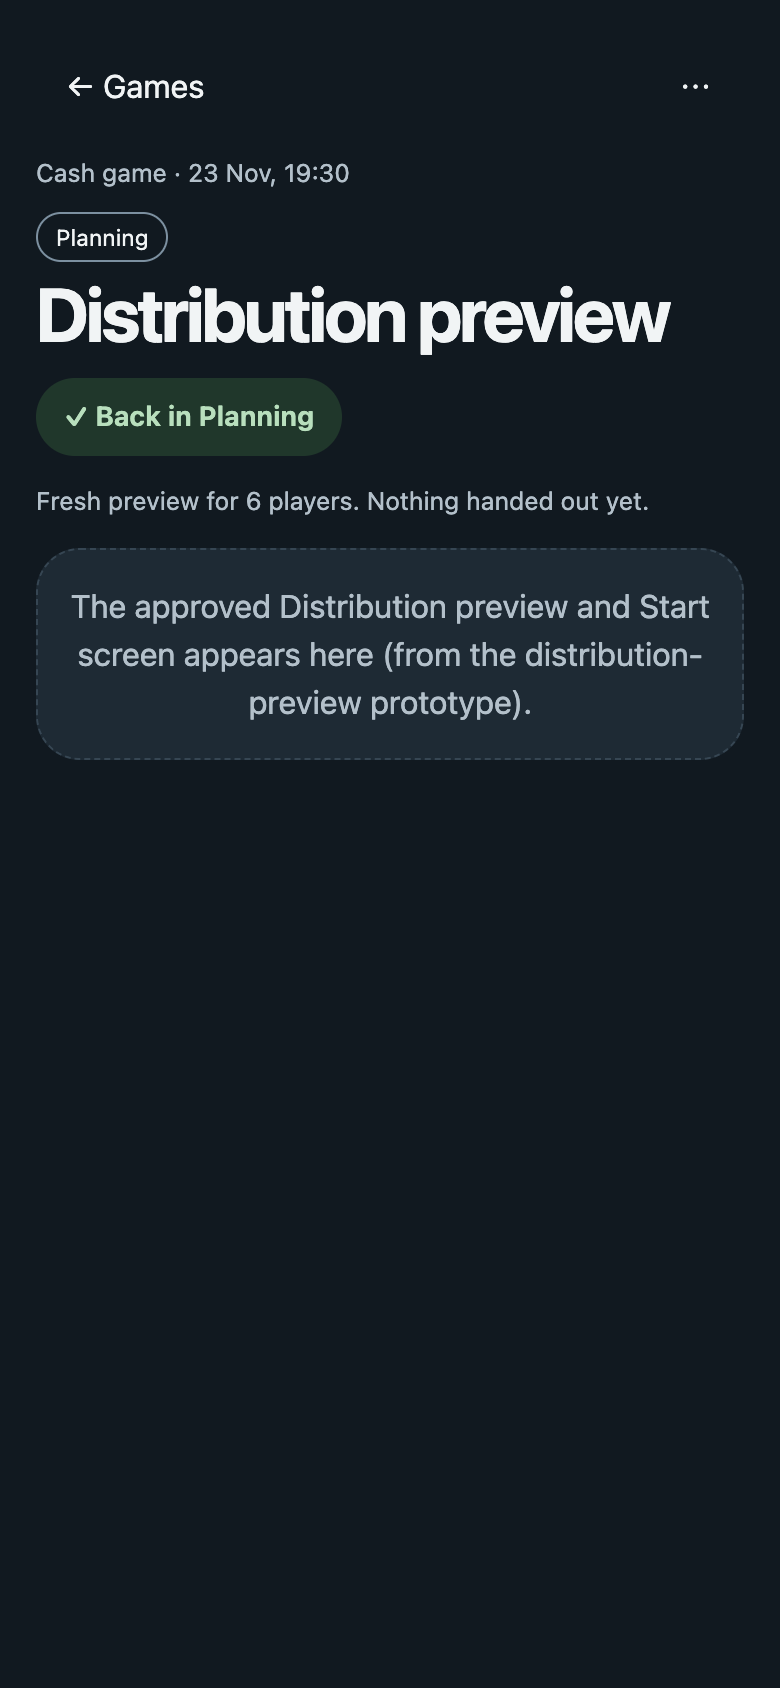 ← Games
...
Cash game · 23 Nov, 19:30
Planning
Distribution preview
✓ Back in Planning
Fresh preview for 6 players. Nothing handed out yet.
The approved Distribution preview and Start
screen appears here (from the distribution-
preview prototype).